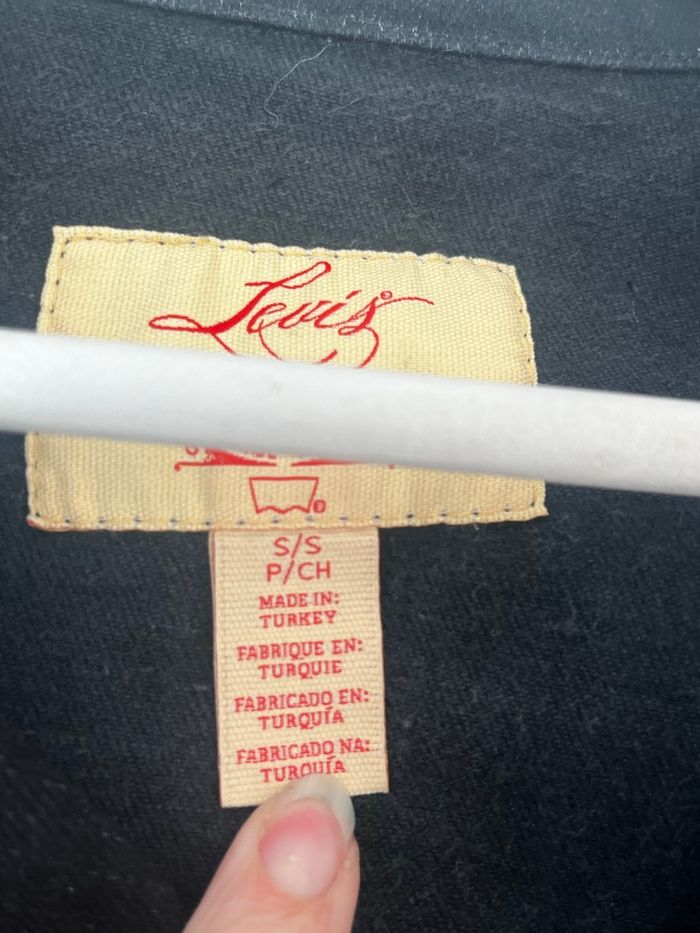 Levi's®
S/S
P/CH
MADE IN:
TURKEY
FABRIQUE EN:
TURQUIE
FABRICADO EN:
TURQUÍA
FABRICADO NA:
TURQUÍA